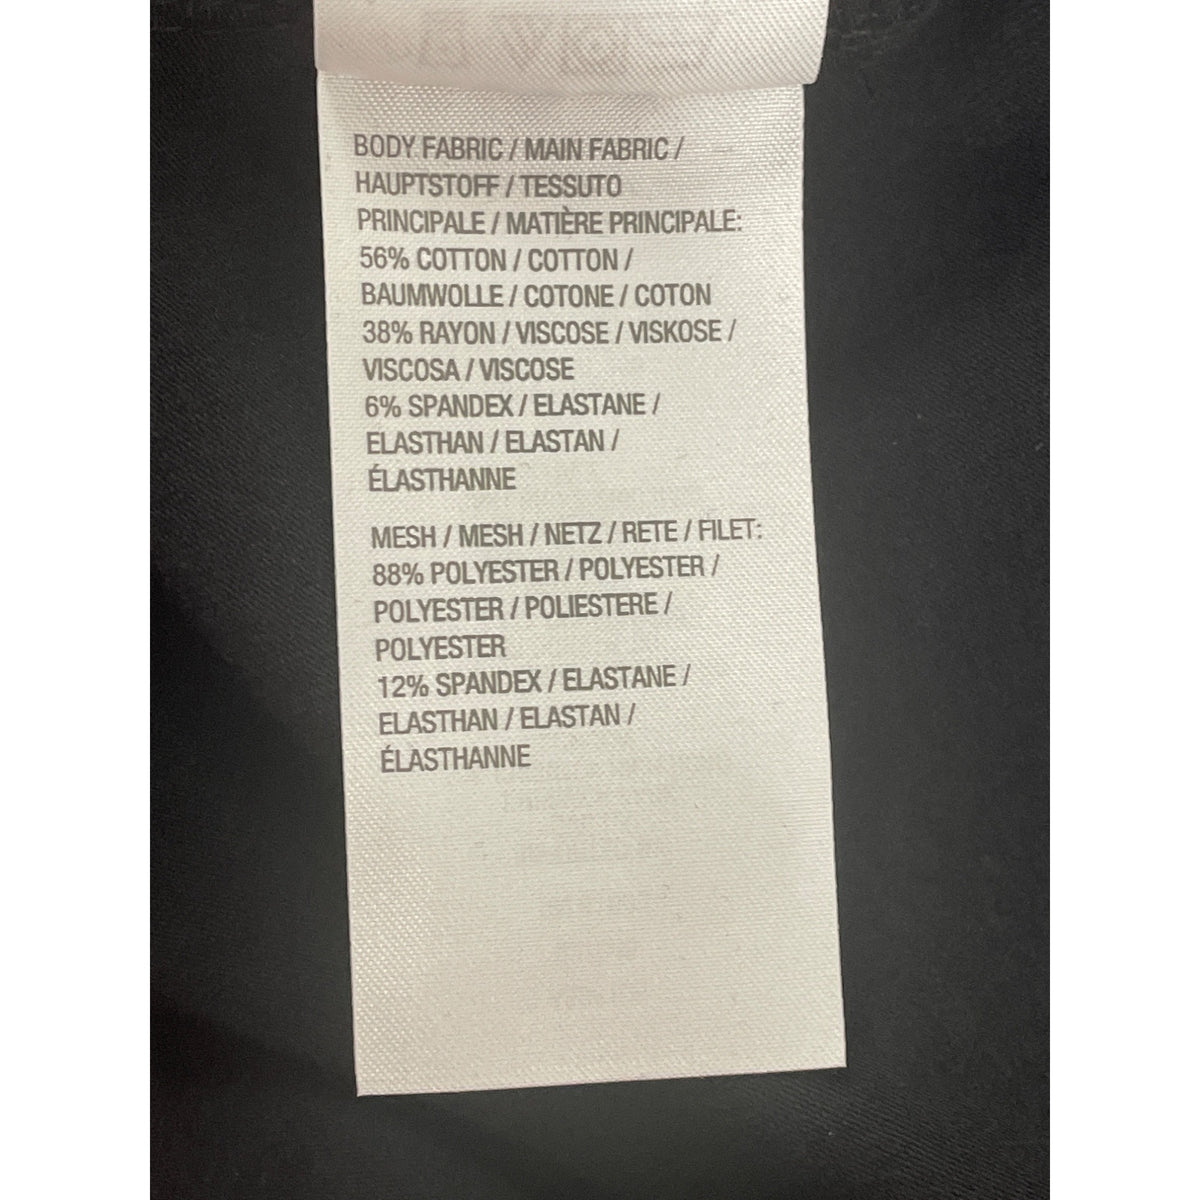 BODY FABRIC / MAIN FABRIC /
HAUPTSTOFF / TESSUTO
PRINCIPALE / MATIÈRE PRINCIPALE:
56% COTTON / COTTON /
BAUMWOLLE / COTONE / COTON
38% RAYON / VISCOSE / VISKOSE /
VISCOSA / VISCOSE
6% SPANDEX / ELASTANE /
ELASTHAN / ELASTAN /
ÉLASTHANNE
MESH / MESH / NETZ / RETE / FILET:
88% POLYESTER / POLYESTER /
POLYESTER / POLIESTERE /
POLYESTER
12% SPANDEX / ELASTANE /
ELASTHAN / ELASTAN /
ÉLASTHANNE